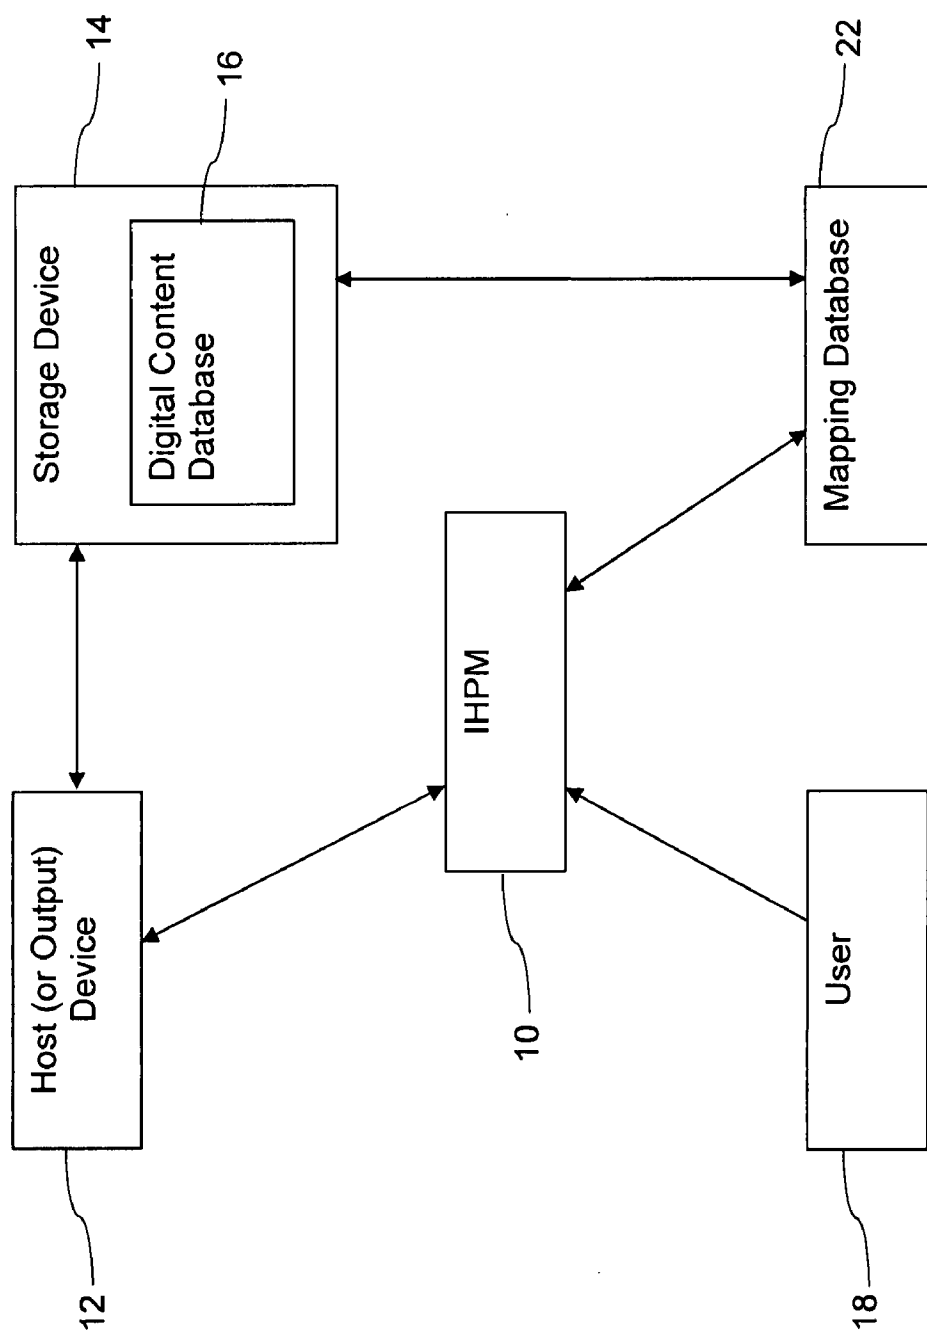 12
Host (or Output)
Device
14
Storage Device
16
Digital Content
Database
10
IHPM
18
User
22
Mapping Database